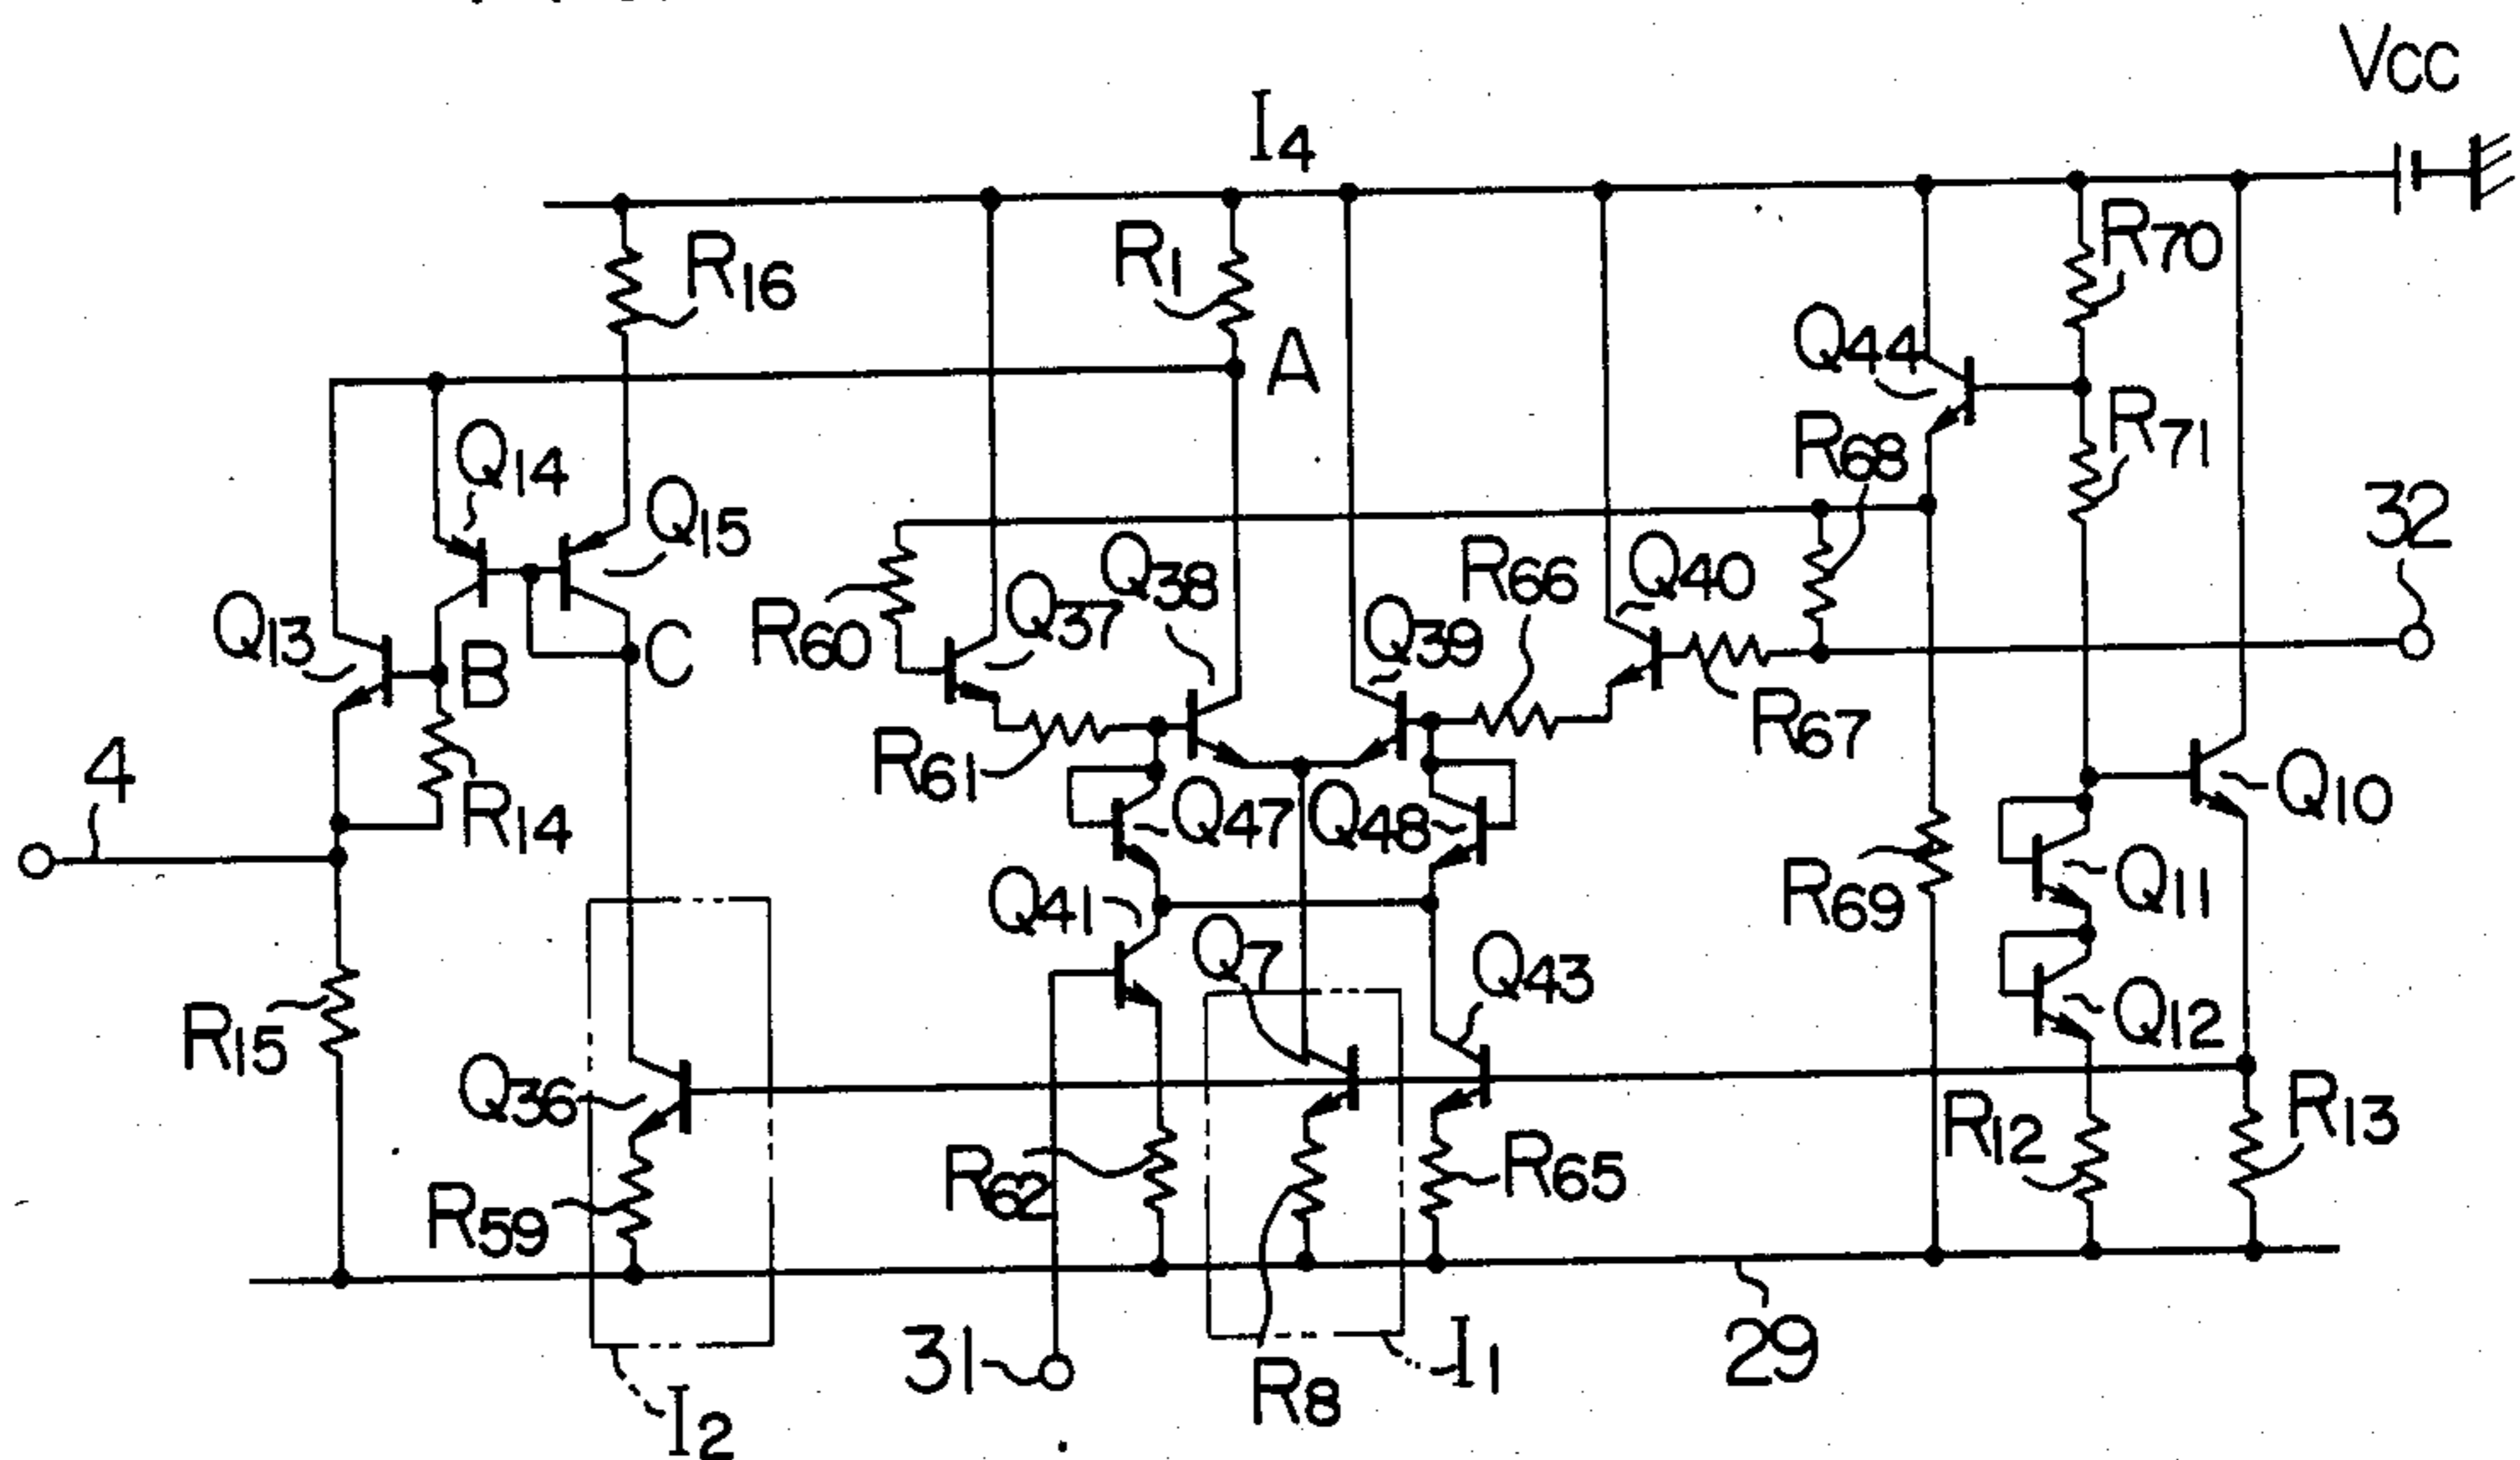 VCC
I4
R16
R1
R70
A
Q44
R71
Q14
R68
Q15
32
Q13
B
C
R60
Q37
Q38
R66
Q39
Q40
R67
4
R14
R61
Q47
Q48
Q10
Q41
Q7
Q43
R69
Q11
R15
Q12
Q36
R62
R65
R12
R13
R59
31
R8
I1
29
I2